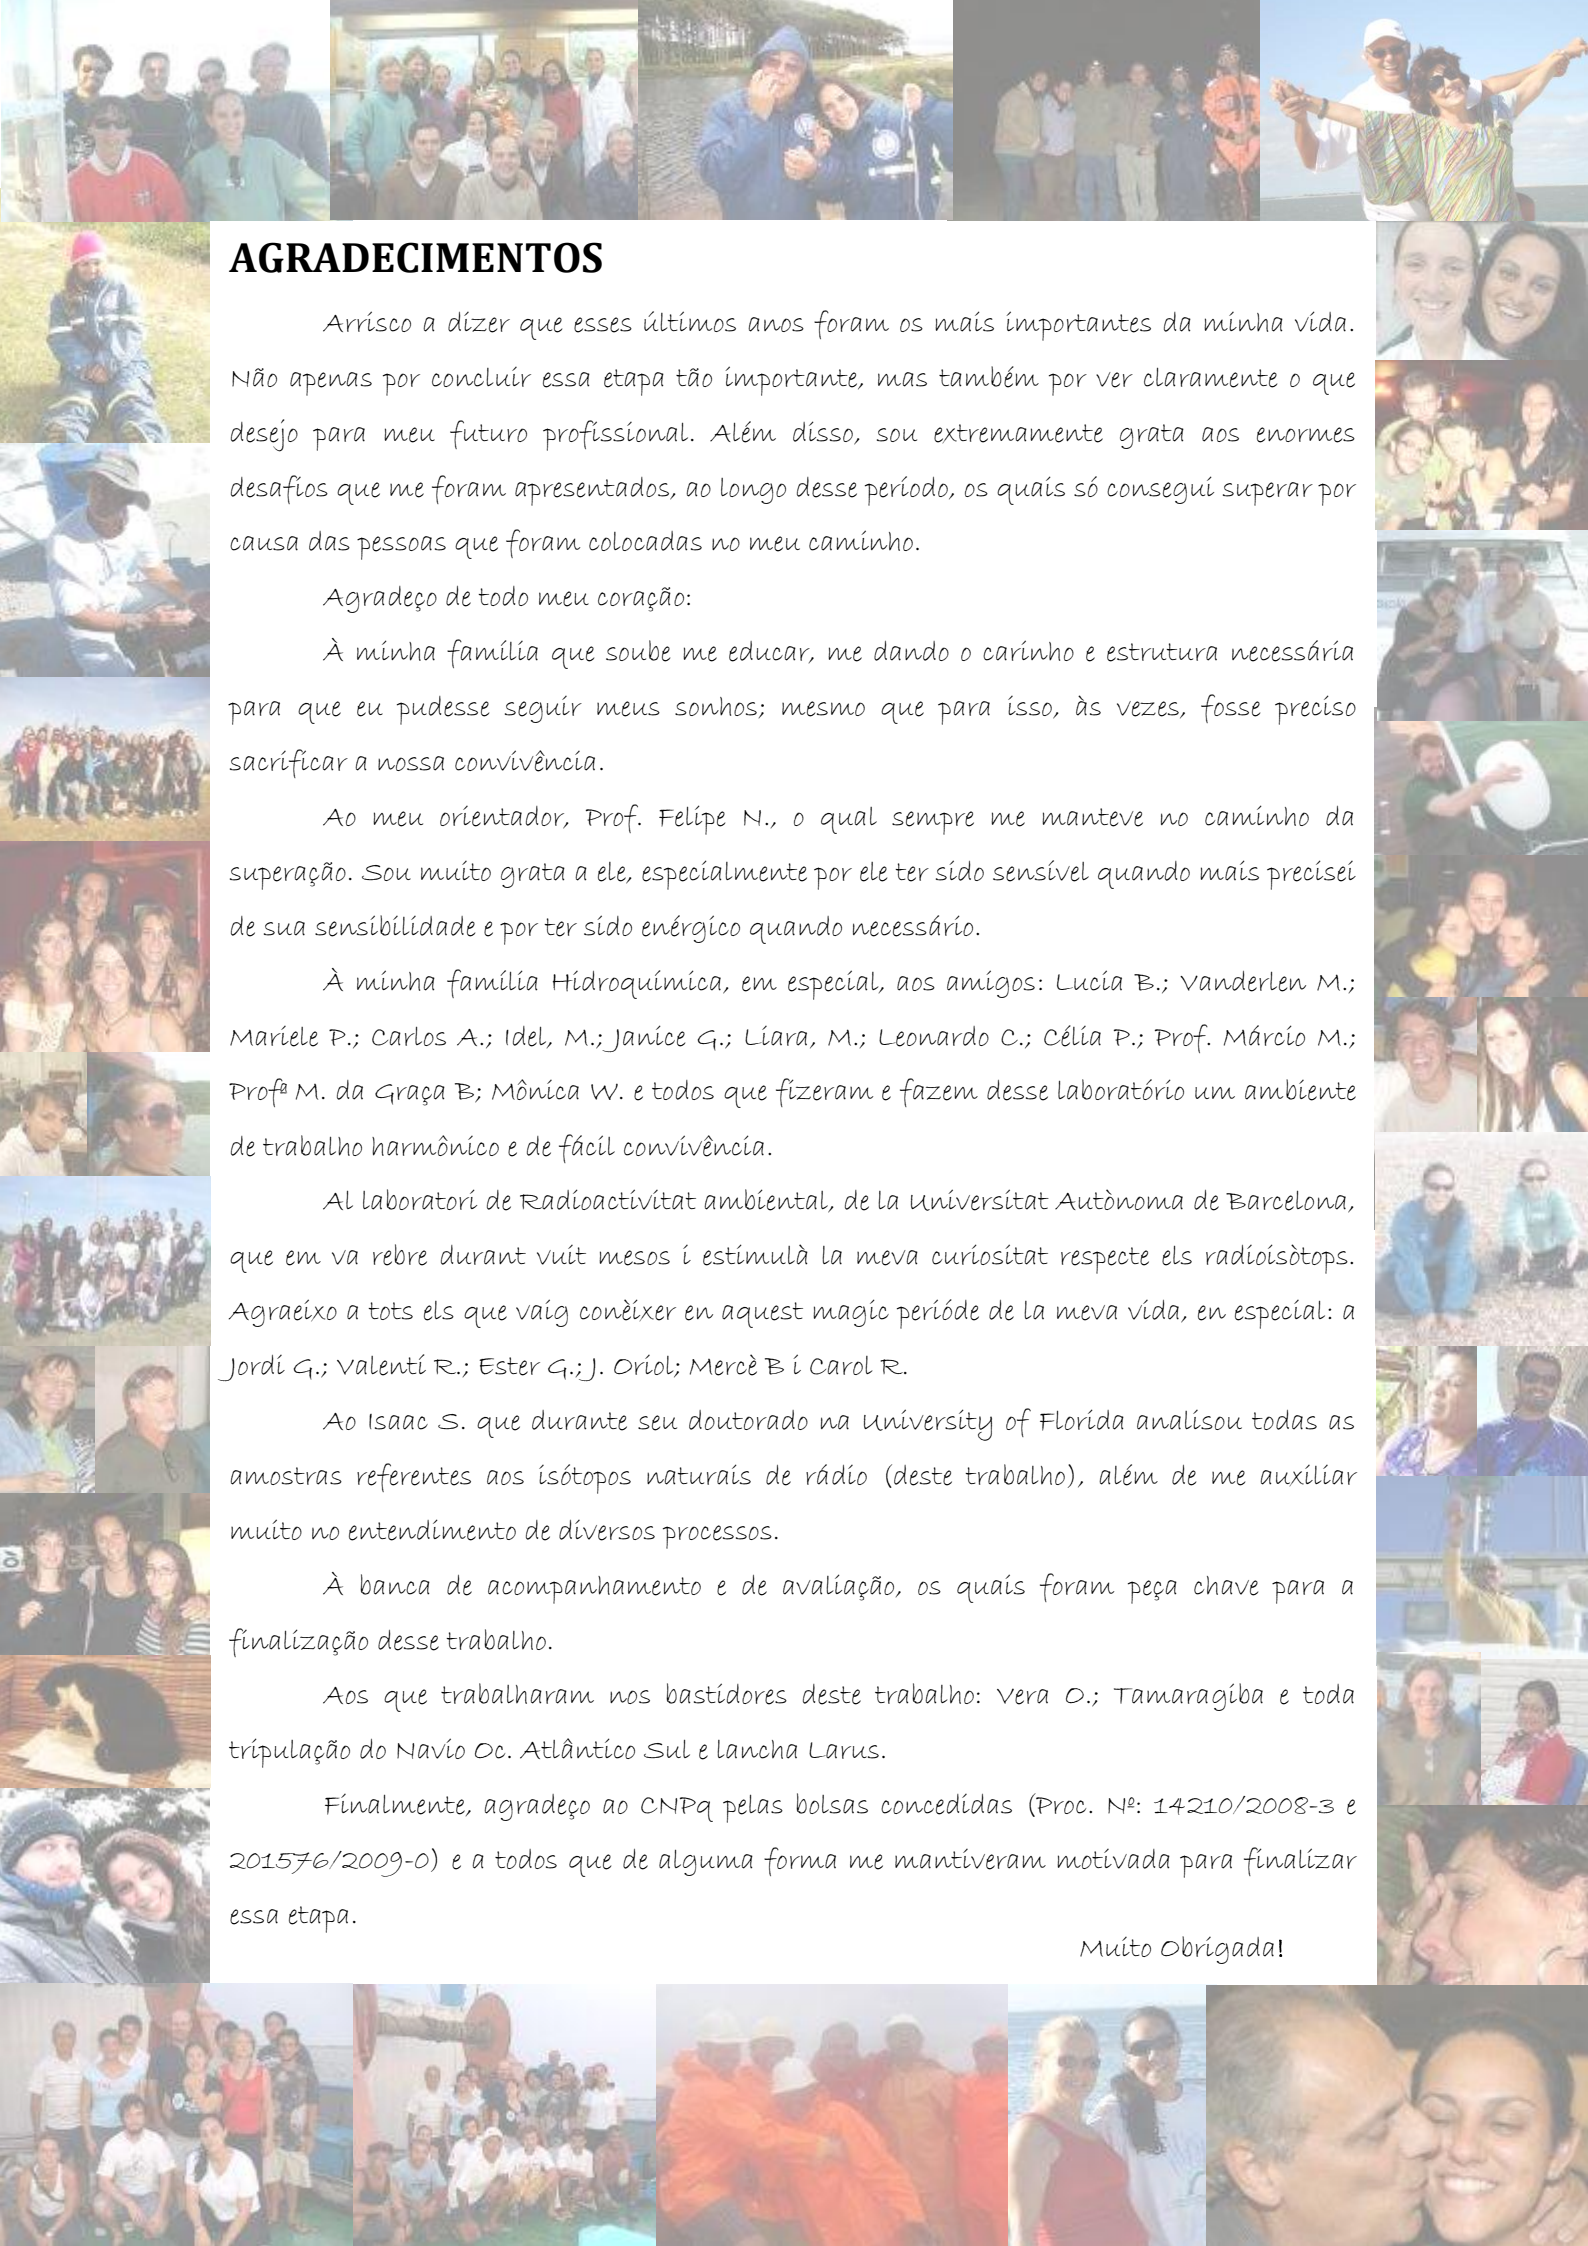 AGRADECIMENTOS
Arrisco a dizer que esses últimos anos foram os mais importantes da minha vida.
Não apenas por concluir essa etapa tão importante, mas também por ver claramente o que
desejo para meu futuro profissional. Além disso, sou extremamente grata aos enormes
desafios que me foram apresentados, ao longo desse período, os quais só consegui superar por
causa das pessoas que foram colocadas no meu caminho.
Agradeço de todo meu coração:
À minha família que soube me educar, me dando o carinho e estrutura necessária
para que eu pudesse seguir meus sonhos; mesmo que para isso, às vezes, fosse preciso
sacrificar a nossa convivência.
Ao meu orientador, Prof. Felipe N., o qual sempre me manteve no caminho da
superação. Sou muito grata a ele, especialmente por ele ter sido sensível quando mais precisei
de sua sensibilidade e por ter sido enérgico quando necessário.
À minha família Hidroquímica, em especial, aos amigos: Lucia B.; Vanderlen M.;
Mariele P.; Carlos A.; Idel, M.; Janice G.; Liara, M.; Leonardo C.; Célia P.; Prof. Márcio M.;
Profª M. da Graça B; Mônica W. e todos que fizeram e fazem desse laboratório um ambiente
de trabalho harmônico e de fácil convivência.
Al laboratori de Radioactivitat ambiental, de la Universitat Autònoma de Barcelona,
que em va rebre durant vuit mesos i estimulà la meva curiositat respecte els radioisòtops.
Agraeixo a tots els que vaig conèixer en aquest magic perióde de la meva vida, en especial: a
Jordi G.; Valentí R.; Ester G.; J. Oriol; Mercè B i Carol R.
Ao Isaac S. que durante seu doutorado na University of Florida analisou todas as
amostras referentes aos isótopos naturais de rádio (deste trabalho), além de me auxiliar
muito no entendimento de diversos processos.
À banca de acompanhamento e de avaliação, os quais foram peça chave para a
finalização desse trabalho.
Aos que trabalharam nos bastidores deste trabalho: Vera O.; Tamaragiba e toda
tripulação do Navio Oc. Atlântico Sul e lancha Larus.
Finalmente, agradeço ao CNPq pelas bolsas concedidas (Proc. Nº: 14210/2008-3 e
201576/2009-0) e a todos que de alguma forma me mantiveram motivada para finalizar
essa etapa.
Muito Obrigada!